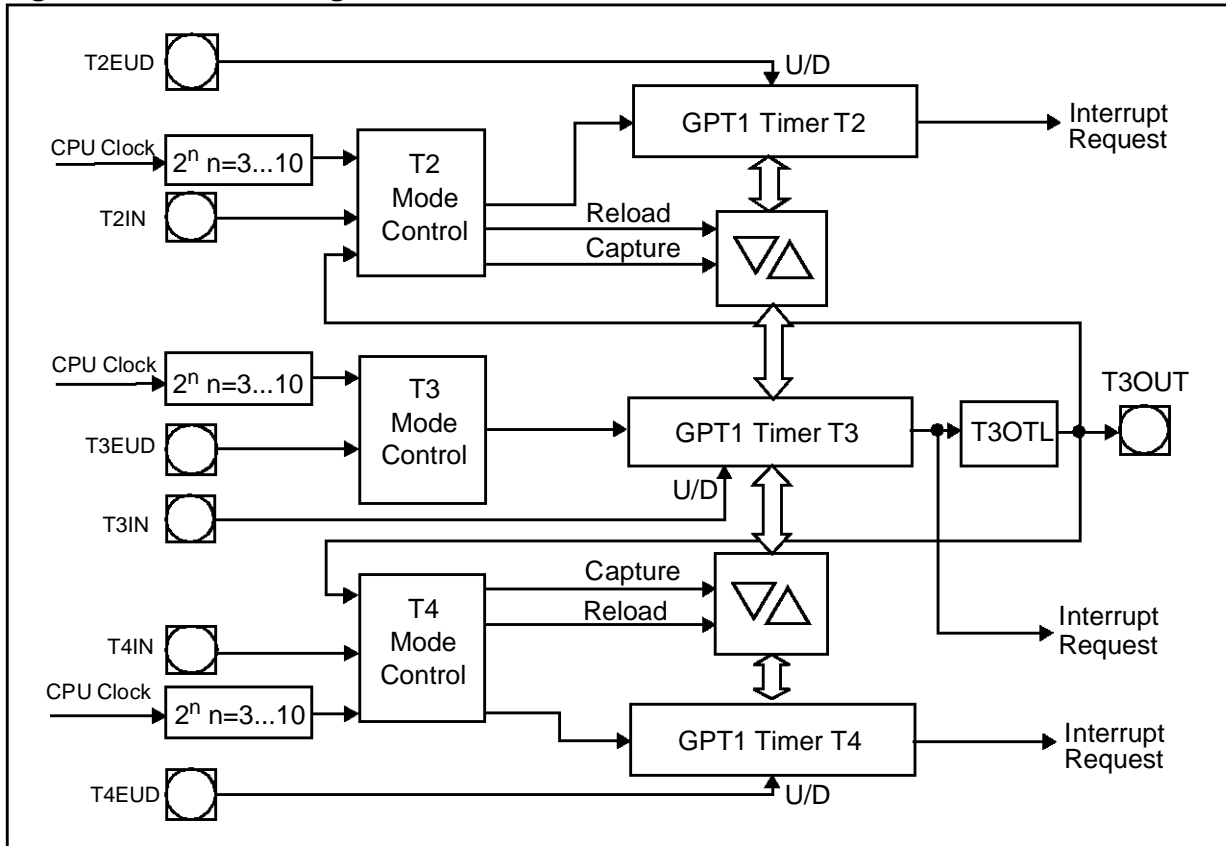 T2EUD
U/D
GPT1 Timer T2
Interrupt
Request
CPU Clock
2ⁿ n=3...10
T2
Mode
Control
T2IN
Reload
Capture
CPU Clock
2ⁿ n=3...10
T3
Mode
Control
T3OUT
T3EUD
GPT1 Timer T3
T3OTL
U/D
T3IN
Capture
T4
Mode
Control
Reload
Interrupt
Request
T4IN
CPU Clock
2ⁿ n=3...10
GPT1 Timer T4
Interrupt
Request
T4EUD
U/D